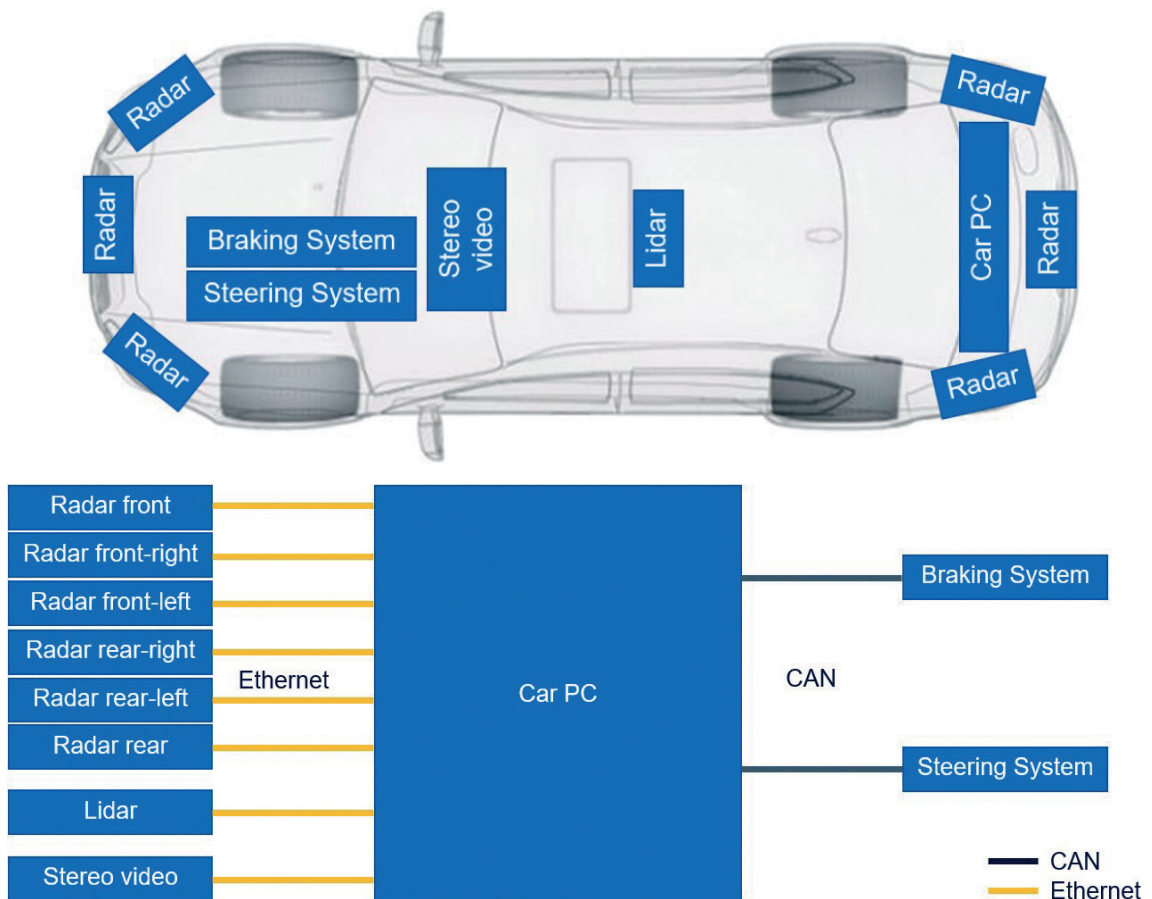 Radar
Radar
Radar
Radar
Radar
Radar
Braking System
Steering System
Stereo
video
Lidar
Car PC
Radar front
Radar front-right
Radar front-left
Radar rear-right
Radar rear-left
Radar rear
Lidar
Stereo video
Ethernet
Car PC
CAN
Braking System
Steering System
CAN
Ethernet